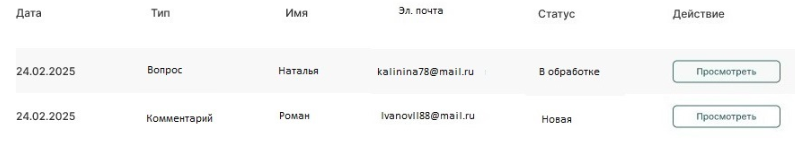 Дата Тип Имя Эл. почта Статус Действие
24.02.2025 Вопрос Наталья kalinina78@mail.ru В обработке Просмотреть
24.02.2025 Комментарий Роман Ivanovll88@mail.ru Новая Просмотреть